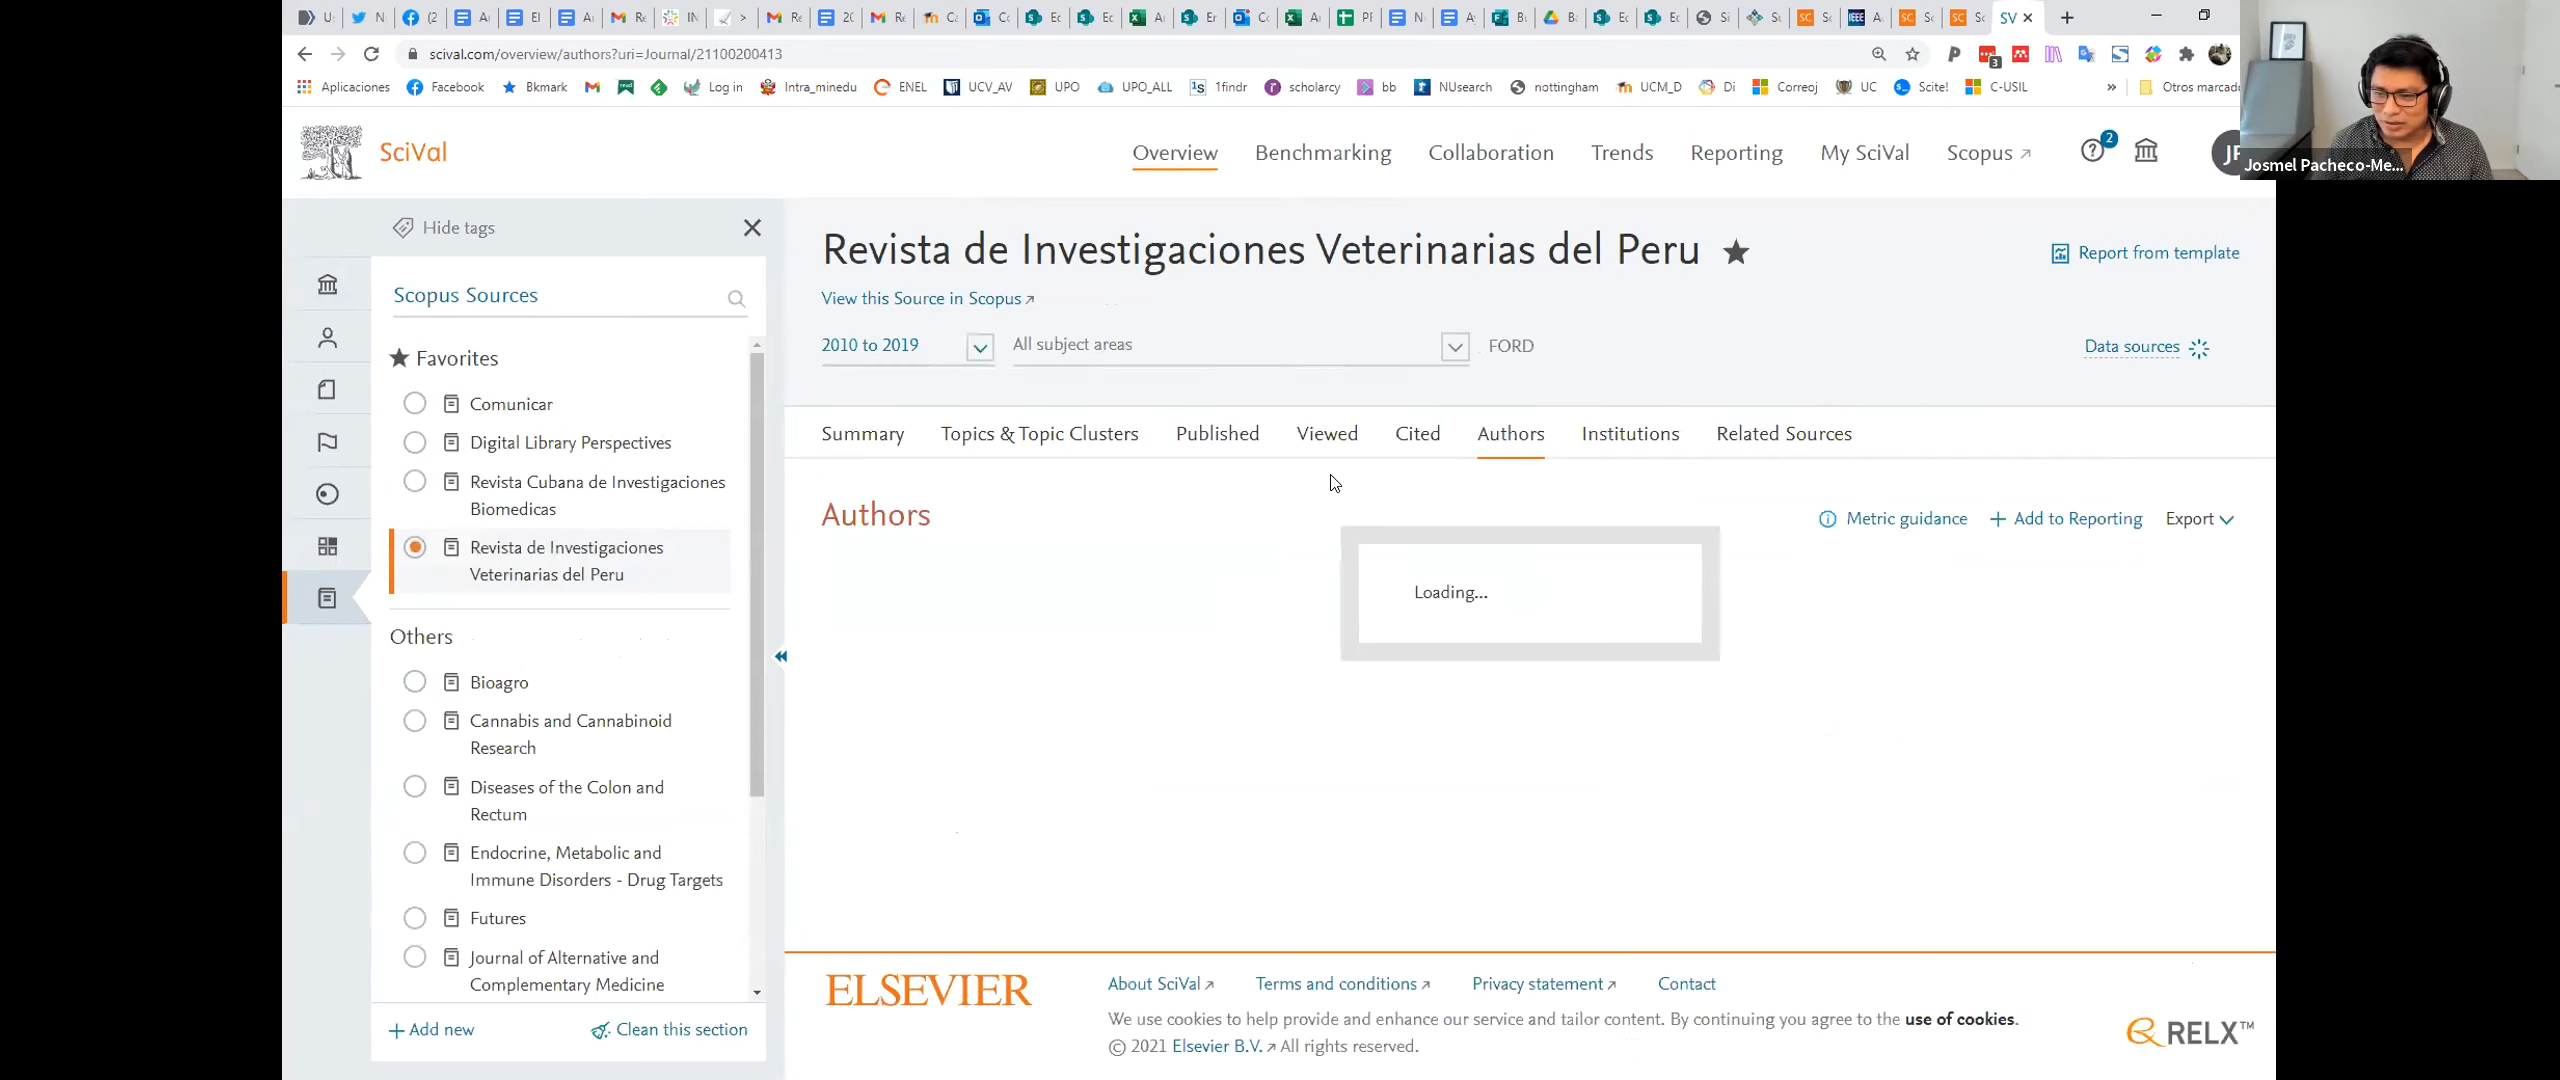 scival.com/overview/authors?uri=Journal/21100200413
Aplicaciones Facebook Bkmark Log in Intra_minedu ENEL UCV_AV UPO UPO_ALL 1findr scholarcy bb NUsearch nottingham UCM_D Di Correoj UC Scite! C-USIL » Otros marcado
Josmel Pacheco-Me...
SciVal
Overview Benchmarking Collaboration Trends Reporting My SciVal Scopus 2
Hide tags
Scopus Sources
Favorites
Comunicar
Digital Library Perspectives
Revista Cubana de Investigaciones
Biomedicas
Revista de Investigaciones
Veterinarias del Peru
Others
Bioagro
Cannabis and Cannabinoid
Research
Diseases of the Colon and
Rectum
Endocrine, Metabolic and
Immune Disorders - Drug Targets
Futures
Journal of Alternative and
Complementary Medicine
Add new Clean this section
Revista de Investigaciones Veterinarias del Peru
Report from template
View this Source in Scopus
2010 to 2019 All subject areas FORD Data sources
Summary Topics & Topic Clusters Published Viewed Cited Authors Institutions Related Sources
Authors
Metric guidance + Add to Reporting Export
Loading...
ELSEVIER
About SciVal Terms and conditions Privacy statement Contact
We use cookies to help provide and enhance our service and tailor content. By continuing you agree to the use of cookies.
© 2021 Elsevier B.V. All rights reserved.
RELX™